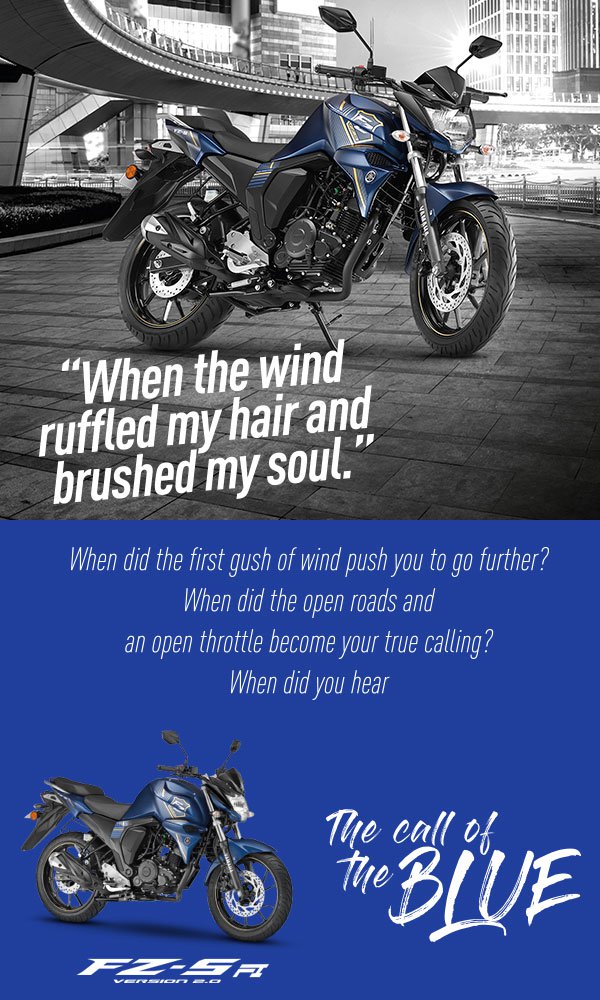 “When the wind
ruffled my hair and
brushed my soul.”
When did the first gush of wind push you to go further?
When did the open roads and
an open throttle become your true calling?
When did you hear
The call of
the BLUE
FZ-S FI
VERSION 2.0